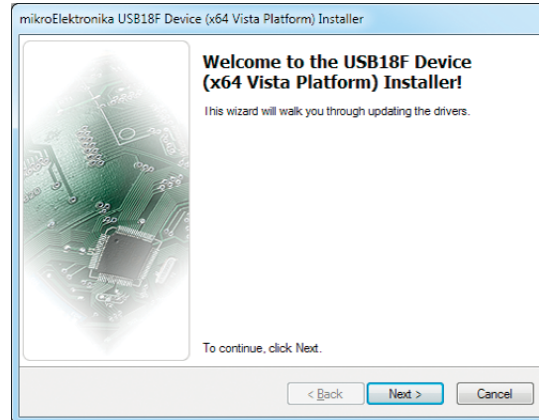 mikroElektronika USB18F Device (x64 Vista Platform) Installer
Welcome to the USB18F Device
(x64 Vista Platform) Installer!
This wizard will walk you through updating the drivers.
To continue, click Next.
< Back
Next >
Cancel